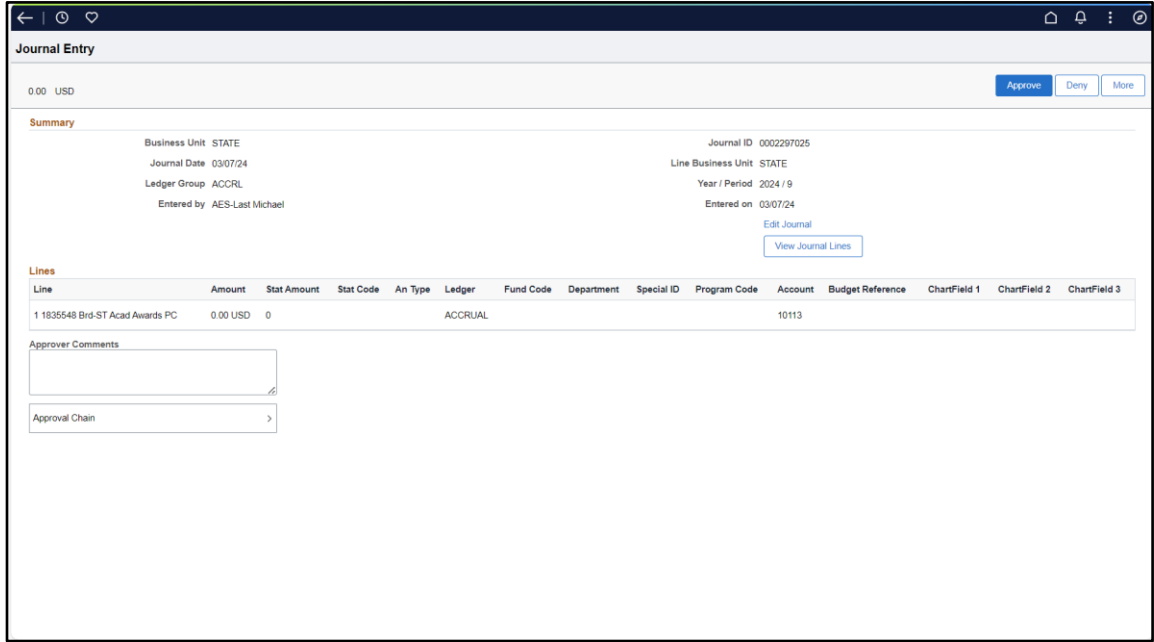 Journal Entry
0.00 USD
Approve Deny More
Summary
Business Unit STATE Journal ID 0002297025
Journal Date 03/07/24 Line Business Unit STATE
Ledger Group ACCRL Year / Period 2024 / 9
Entered by AES-Last Michael Entered on 03/07/24
Edit Journal
View Journal Lines
Lines
Line Amount Stat Amount Stat Code An Type Ledger Fund Code Department Special ID Program Code Account Budget Reference ChartField 1 ChartField 2 ChartField 3
1 1835548 Brd-ST Acad Awards PC 0.00 USD 0 ACCRUAL 10113
Approver Comments
Approval Chain